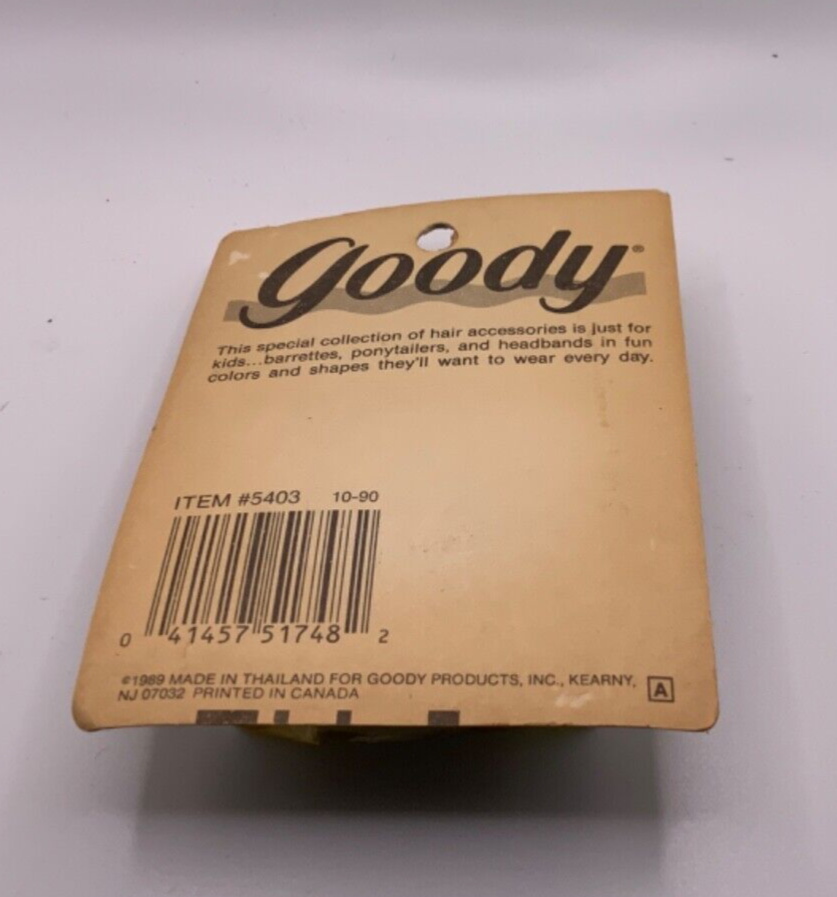 goody®
This special collection of hair accessories is just for
kids...barrettes, ponytailers, and headbands in fun
colors and shapes they'll want to wear every day.
ITEM #5403 10-90
0 41457 51748 2
©1989 MADE IN THAILAND FOR GOODY PRODUCTS, INC., KEARNY,
NJ 07032 PRINTED IN CANADA
A